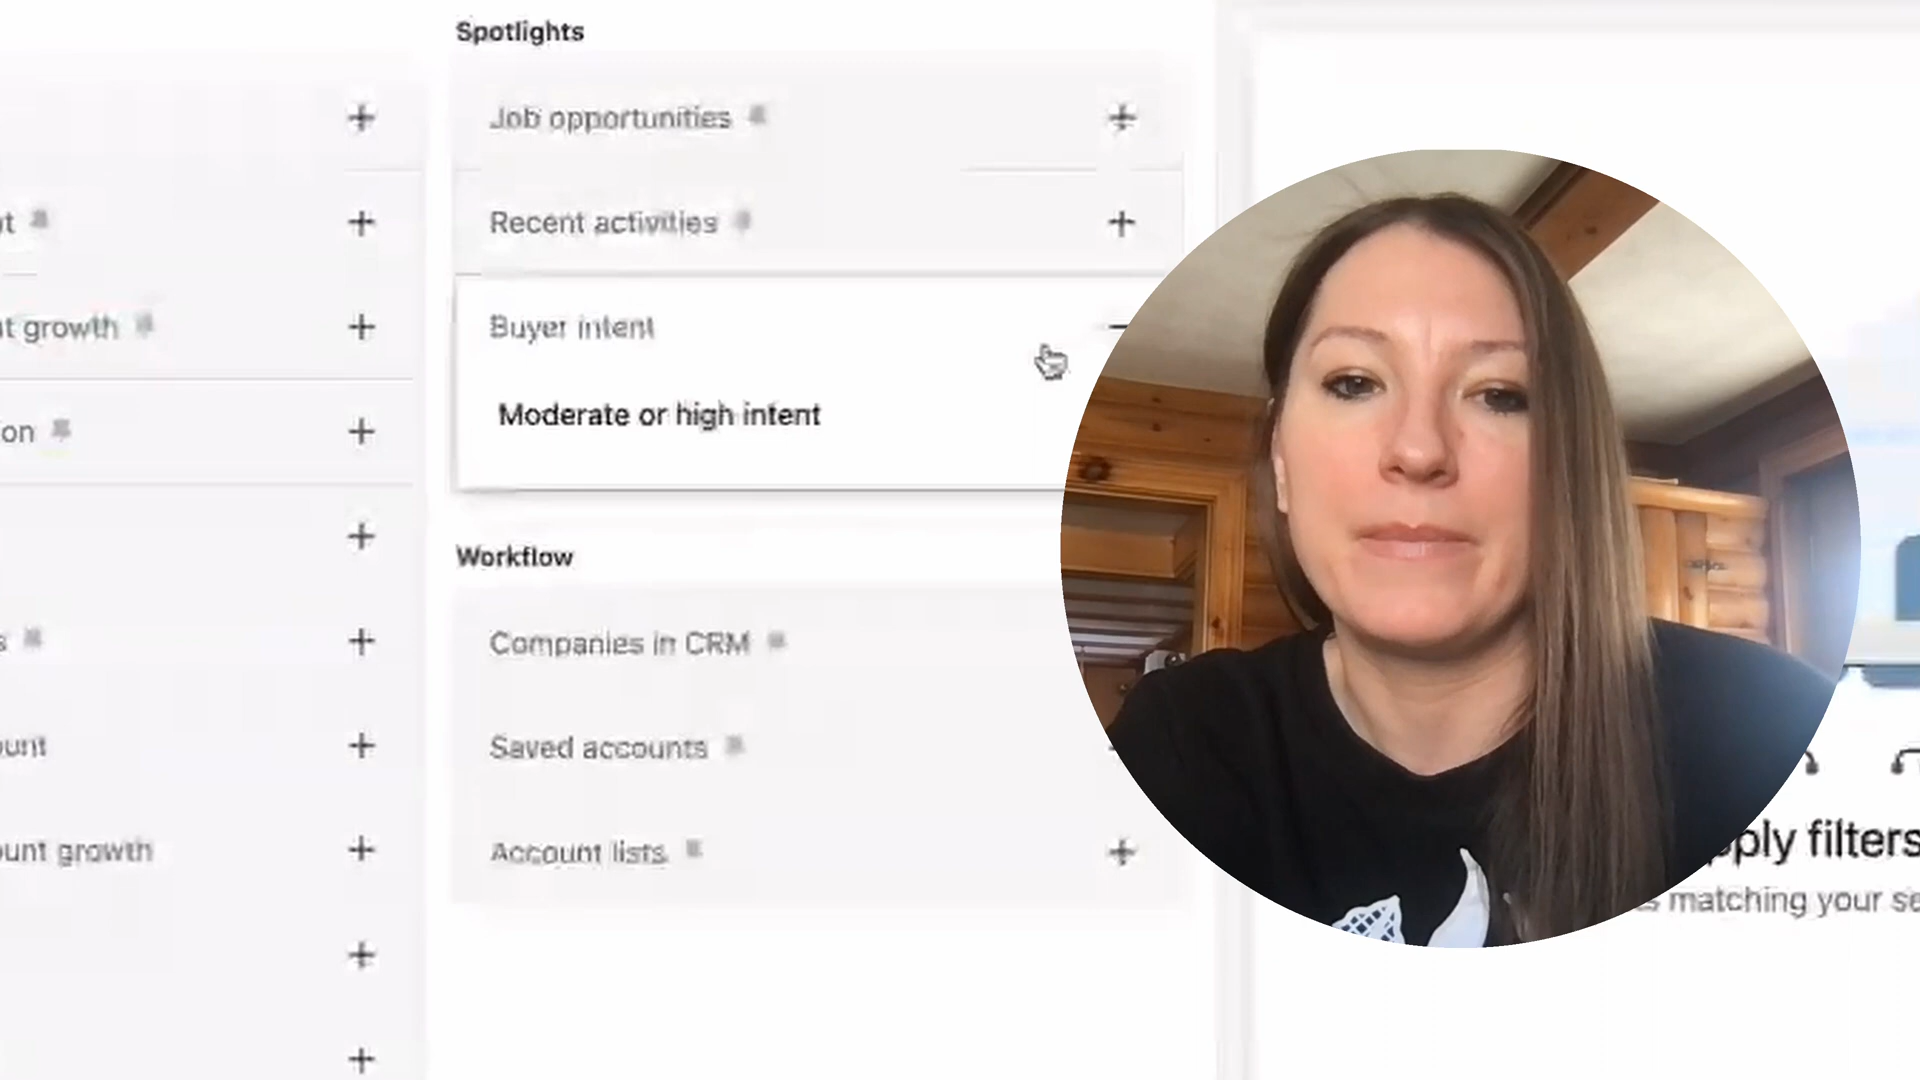 t
t growth
on
s
unt
unt growth
Spotlights
Job opportunities
Recent activities
Buyer intent
Moderate or high intent
Workflow
Companies in CRM
Saved accounts
Account lists
pply filters
matching your se